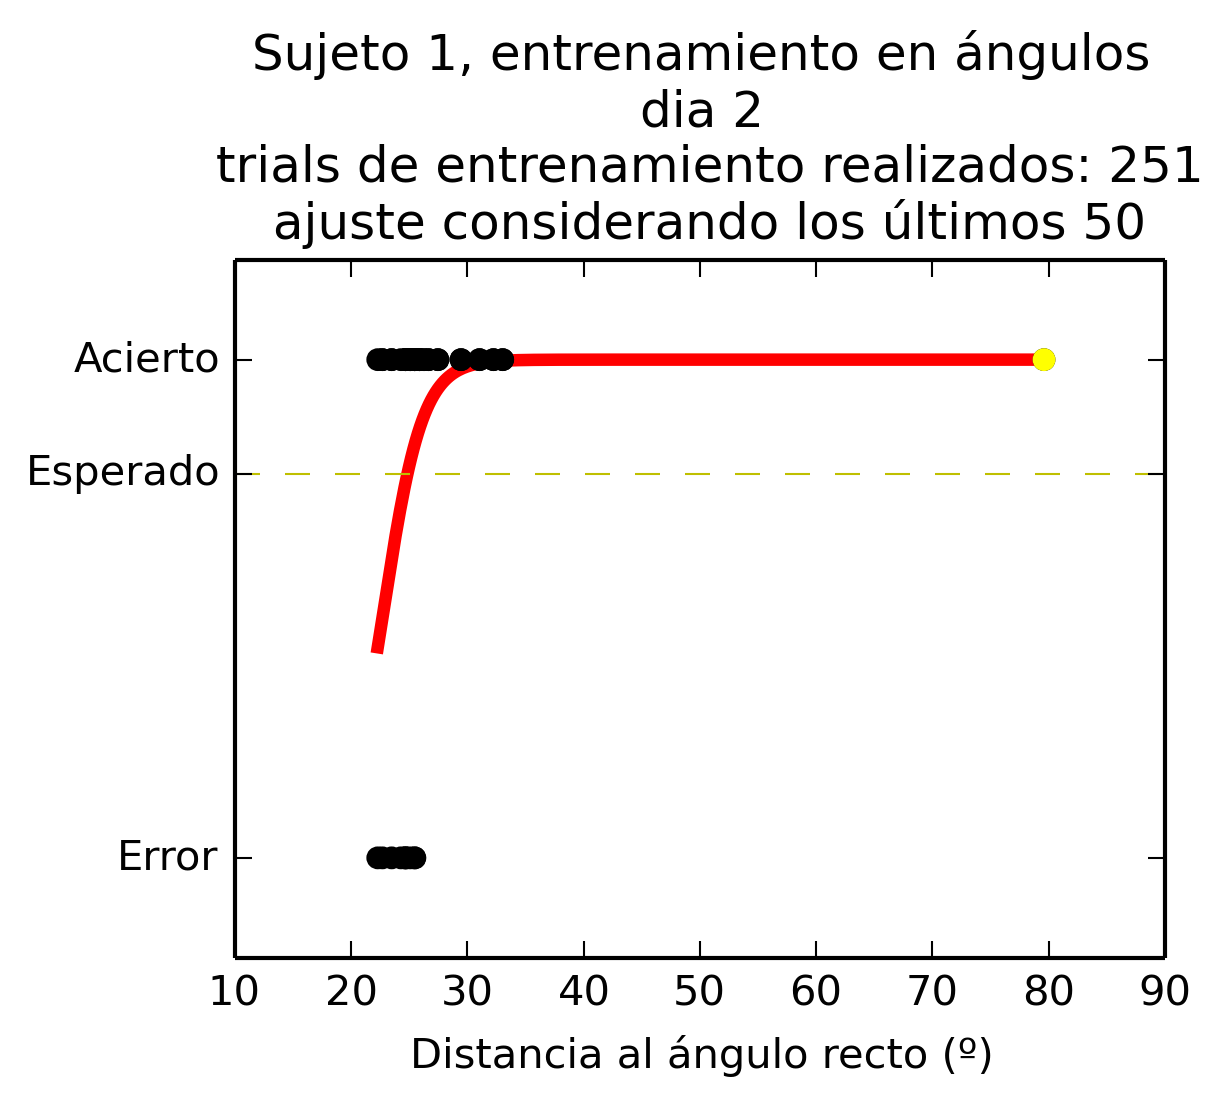 Sujeto 1, entrenamiento en ángulos
dia 2
trials de entrenamiento realizados: 251
ajuste considerando los últimos 50
Acierto
Esperado
Error
10 20 30 40 50 60 70 80 90
Distancia al ángulo recto (º)